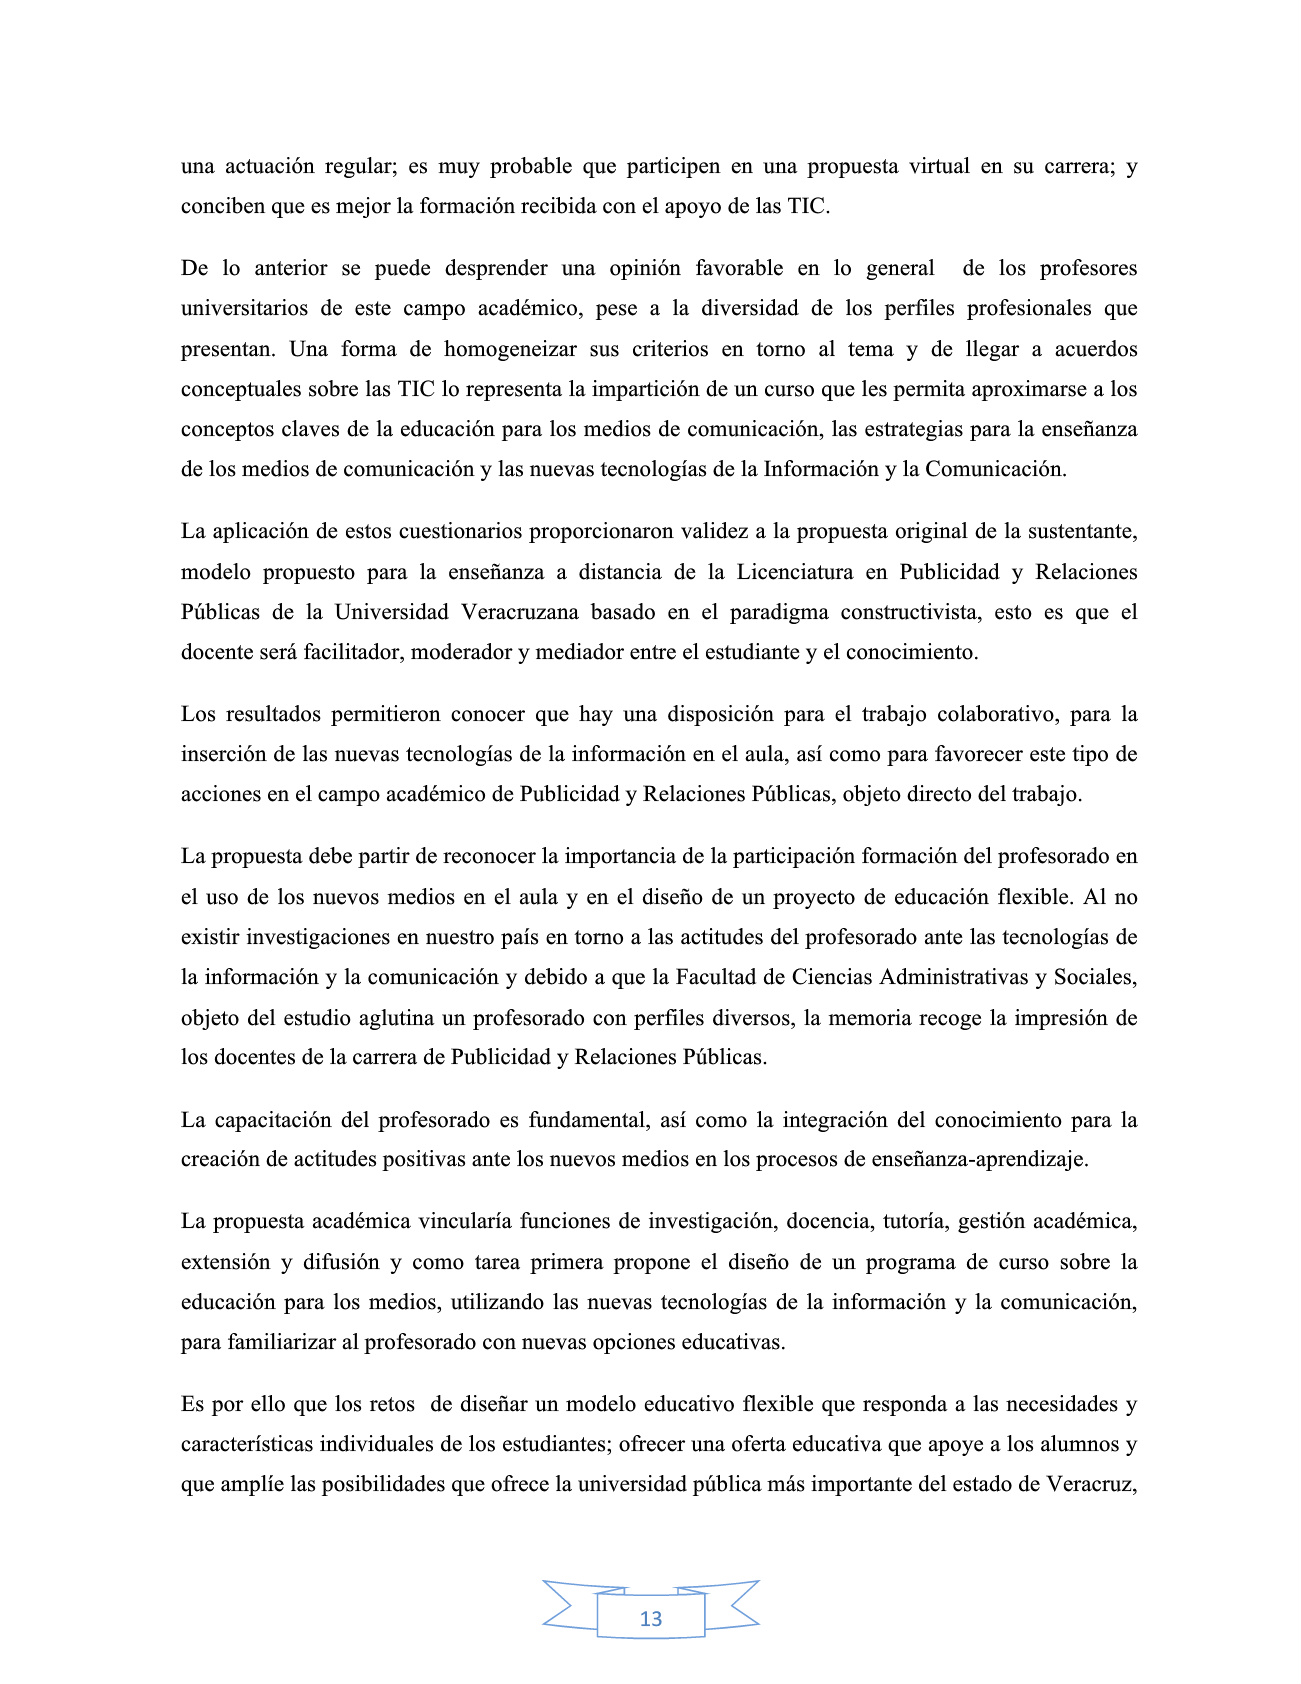 una actuación regular; es muy probable que participen en una propuesta virtual en su carrera; y
conciben que es mejor la formación recibida con el apoyo de las TIC.
De lo anterior se puede desprender una opinión favorable en lo general  de los profesores
universitarios de este campo académico, pese a la diversidad de los perfiles profesionales que
presentan. Una forma de homogeneizar sus criterios en torno al tema y de llegar a acuerdos
conceptuales sobre las TIC lo representa la impartición de un curso que les permita aproximarse a los
conceptos claves de la educación para los medios de comunicación, las estrategias para la enseñanza
de los medios de comunicación y las nuevas tecnologías de la Información y la Comunicación.
La aplicación de estos cuestionarios proporcionaron validez a la propuesta original de la sustentante,
modelo propuesto para la enseñanza a distancia de la Licenciatura en Publicidad y Relaciones
Públicas de la Universidad Veracruzana basado en el paradigma constructivista, esto es que el
docente será facilitador, moderador y mediador entre el estudiante y el conocimiento.
Los resultados permitieron conocer que hay una disposición para el trabajo colaborativo, para la
inserción de las nuevas tecnologías de la información en el aula, así como para favorecer este tipo de
acciones en el campo académico de Publicidad y Relaciones Públicas, objeto directo del trabajo.
La propuesta debe partir de reconocer la importancia de la participación formación del profesorado en
el uso de los nuevos medios en el aula y en el diseño de un proyecto de educación flexible. Al no
existir investigaciones en nuestro país en torno a las actitudes del profesorado ante las tecnologías de
la información y la comunicación y debido a que la Facultad de Ciencias Administrativas y Sociales,
objeto del estudio aglutina un profesorado con perfiles diversos, la memoria recoge la impresión de
los docentes de la carrera de Publicidad y Relaciones Públicas.
La capacitación del profesorado es fundamental, así como la integración del conocimiento para la
creación de actitudes positivas ante los nuevos medios en los procesos de enseñanza-aprendizaje.
La propuesta académica vincularía funciones de investigación, docencia, tutoría, gestión académica,
extensión y difusión y como tarea primera propone el diseño de un programa de curso sobre la
educación para los medios, utilizando las nuevas tecnologías de la información y la comunicación,
para familiarizar al profesorado con nuevas opciones educativas.
Es por ello que los retos  de diseñar un modelo educativo flexible que responda a las necesidades y
características individuales de los estudiantes; ofrecer una oferta educativa que apoye a los alumnos y
que amplíe las posibilidades que ofrece la universidad pública más importante del estado de Veracruz,
13